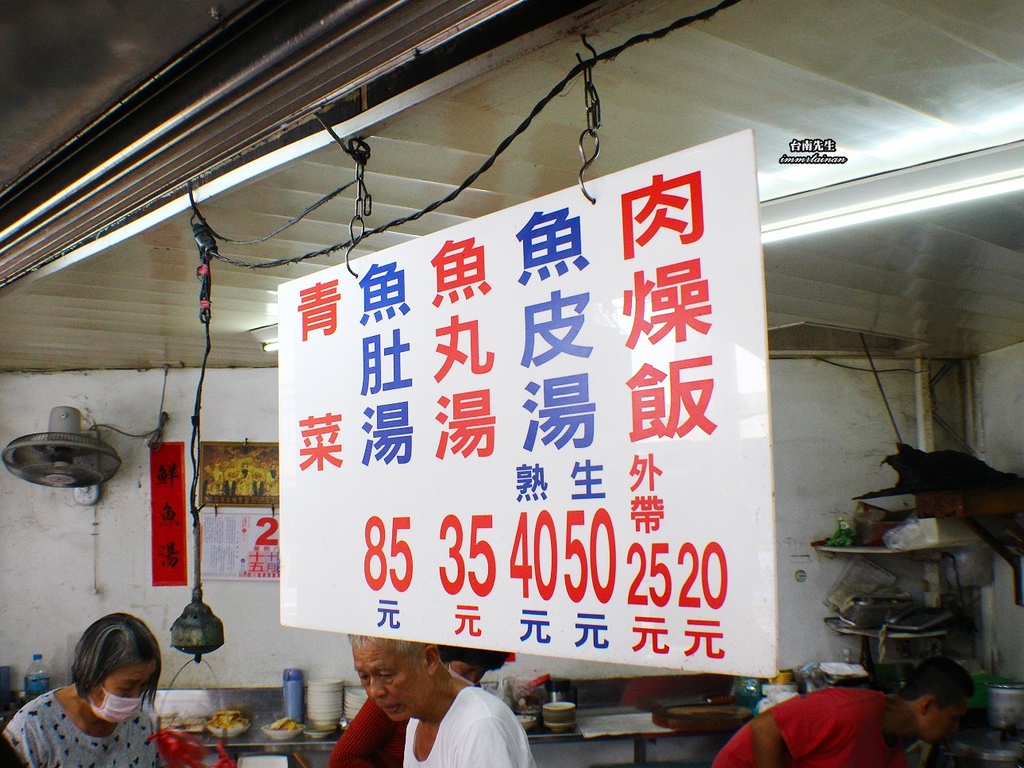 台南先生
immrtainan
肉燥飯
外帶
25元
20元
魚皮湯
生
50元
熟
40元
魚丸湯
35元
魚肚湯
85元
青菜
鮮魚湯
2